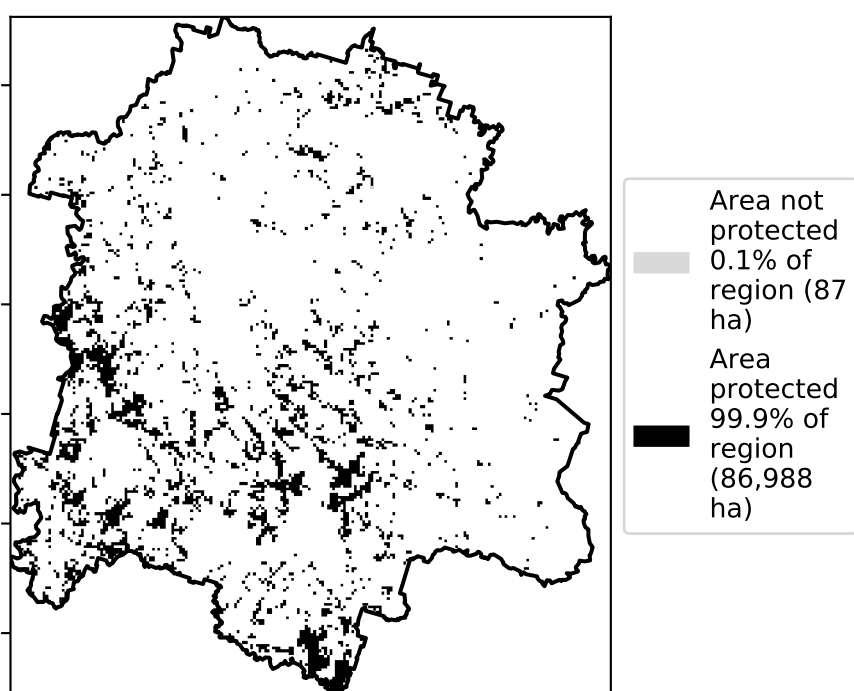 Area not
protected
0.1% of
region (87
ha)
Area
protected
99.9% of
region
(86,988
ha)